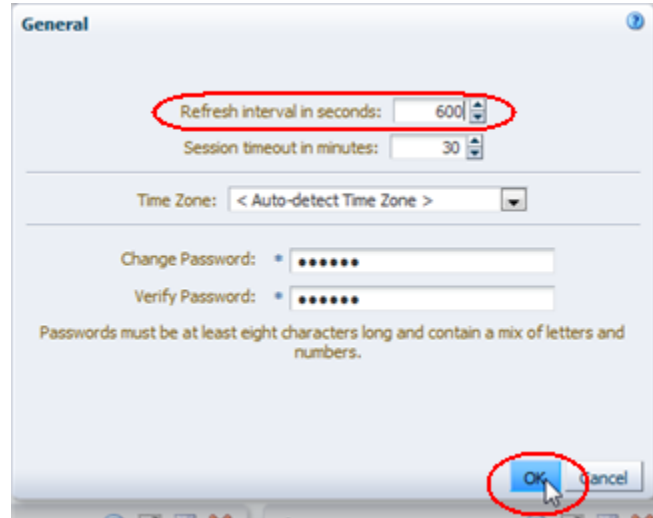 General
Refresh interval in seconds: 600
Session timeout in minutes: 30
Time Zone: < Auto-detect Time Zone >
Change Password: * ••••••
Verify Password: * ••••••
Passwords must be at least eight characters long and contain a mix of letters and
numbers.
OK Cancel